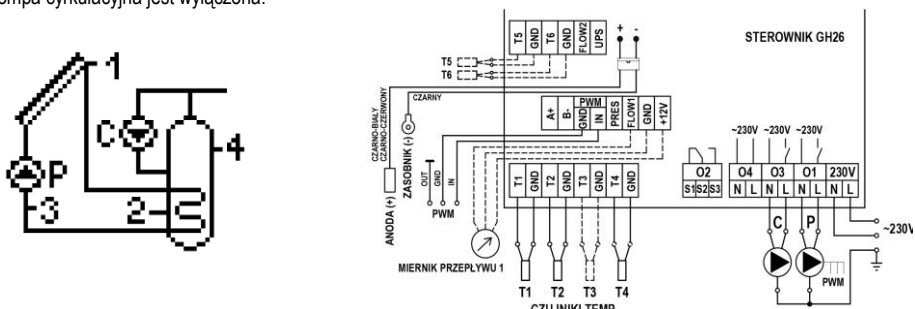 ompa cyrkulacyjna jest wyłączona.
1
C
P
4
3
2
STEROWNIK GH26
T5 GND T6 GND FLOW2 UPS
+ -
T5
T6
CZARNO-BIAŁY
CZARNO-CZERWONY
CZARNY
ZASOBNIK (-)
ANODA (+)
A+ B- PWM GND IN PRES FLOW1 GND +12V
OUT
GND
IN
PWM
MIERNIK PRZEPŁYWU 1
T1 GND T2 GND T3 GND T4 GND
T1 T2 T3 T4
CZUJNIKI TEMP
~230V ~230V ~230V
O2 O4 O3 O1 230V
S1 S2 S3 N L N L N L N L
C P
~230V
PWM